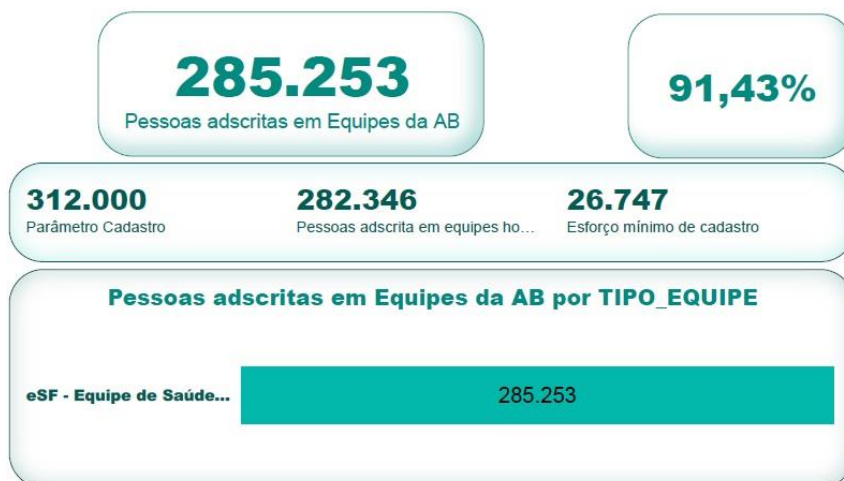 285.253
Pessoas adscritas em Equipes da AB
91,43%
312.000
Parâmetro Cadastro
282.346
Pessoas adscrita em equipes ho...
26.747
Esforço mínimo de cadastro
Pessoas adscritas em Equipes da AB por TIPO_EQUIPE
eSF - Equipe de Saúde...
285.253